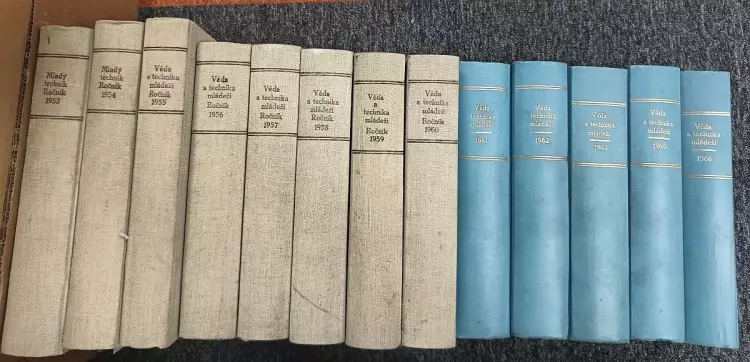 Mladý
technik
Ročník
1953
Mladý
technik
Ročník
1954
Věda
a technika
mládeži
Ročník
1955
Věda
a technika
mládeži
Ročník
1956
Věda
a technika
mládeži
Ročník
1957
Věda
a technika
mládeži
Ročník
1958
Věda
a
technika
mládeži
Ročník
1959
Věda
a technika
mládeži
Ročník
1960
Věda
technika
mládeži
1961
Věda
a technika
mládeži
1962
Věda
a technika
mládeži
1963
Věda
a technika
mládeži
1965
Věda
a technika
mládeži
1966